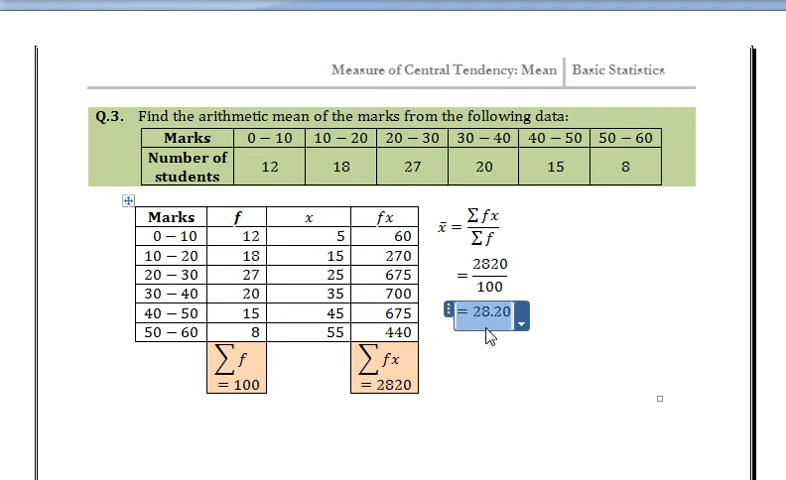 Measure of Central Tendency: Mean Basic Statistics
Q.3. Find the arithmetic mean of the marks from the following data:
Marks 0 – 10 10 – 20 20 – 30 30 – 40 40 – 50 50 – 60
Number of students 12 18 27 20 15 8
Marks f x fx
0 – 10 12 5 60
10 – 20 18 15 270
20 – 30 27 25 675
30 – 40 20 35 700
40 – 50 15 45 675
50 – 60 8 55 440
∑f = 100 ∑fx = 2820
x̄ = ∑fx / ∑f
= 2820 / 100
= 28.20